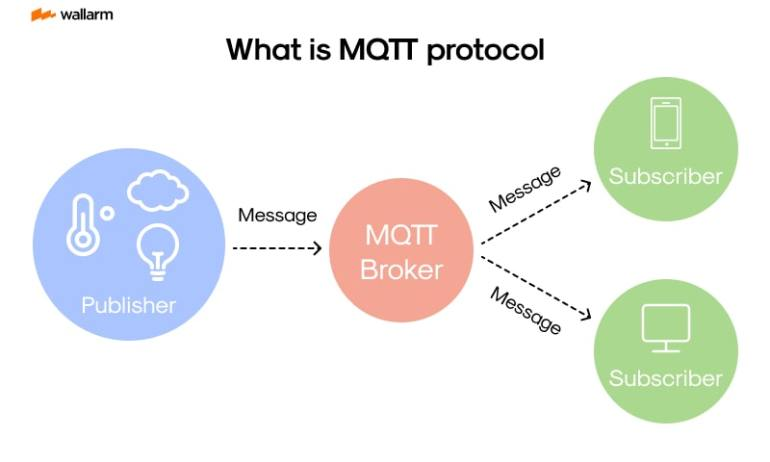 wallarm
What is MQTT protocol
Message
Publisher
MQTT
Broker
Message
Message
Subscriber
Subscriber